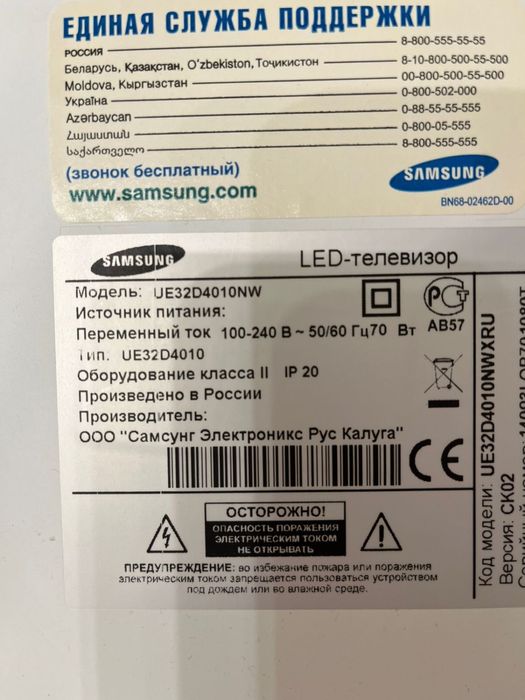 ЕДИНАЯ СЛУЖБА ПОДДЕРЖКИ
РОССИЯ 8-800-555-55-55
Беларусь, Қазақстан, O'zbekiston, Тоҷикистон 8-10-800-500-55-500
Moldova, Кыргызстан 00-800-500-55-500
Україна 0-800-502-000
Azərbaycan 0-88-55-55-555
Հայաստան 0-800-05-555
საქართველო 8-800-555-555
(звонок бесплатный)
www.samsung.com
SAMSUNG
BN68-02462D-00
SAMSUNG LED-телевизор
Модель: UE32D4010NW
Источник питания:
Переменный ток 100-240 В ~ 50/60 Гц70 Вт
Тип: UE32D4010
Оборудование класса II IP 20
Произведено в России
Производитель:
ООО "Самсунг Электроникс Рус Калуга"
РСТ
АВ57
CE
ОСТОРОЖНО!
ОПАСНОСТЬ ПОРАЖЕНИЯ
ЭЛЕКТРИЧЕСКИМ ТОКОМ
НЕ ОТКРЫВАТЬ
ПРЕДУПРЕЖДЕНИЕ: во избежание пожара или поражения
электрическим током запрещается пользоваться устройством
под дождем или во влажной среде.
Код модели: UE32D4010NWXRU
Версия: CK02